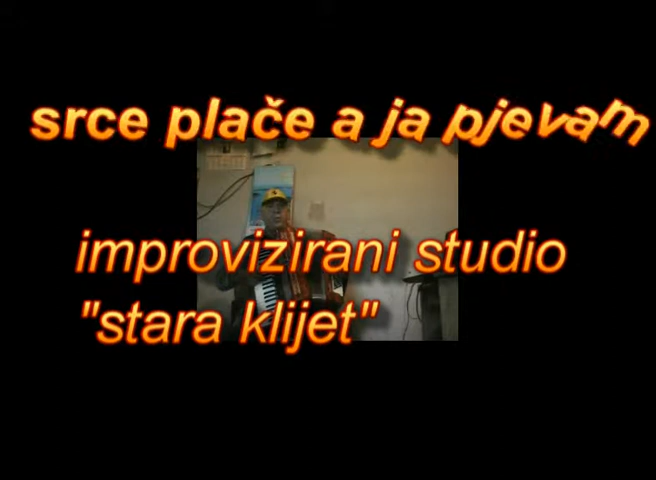 srce plače a ja pjevam
improvizirani studio
"stara klijet"